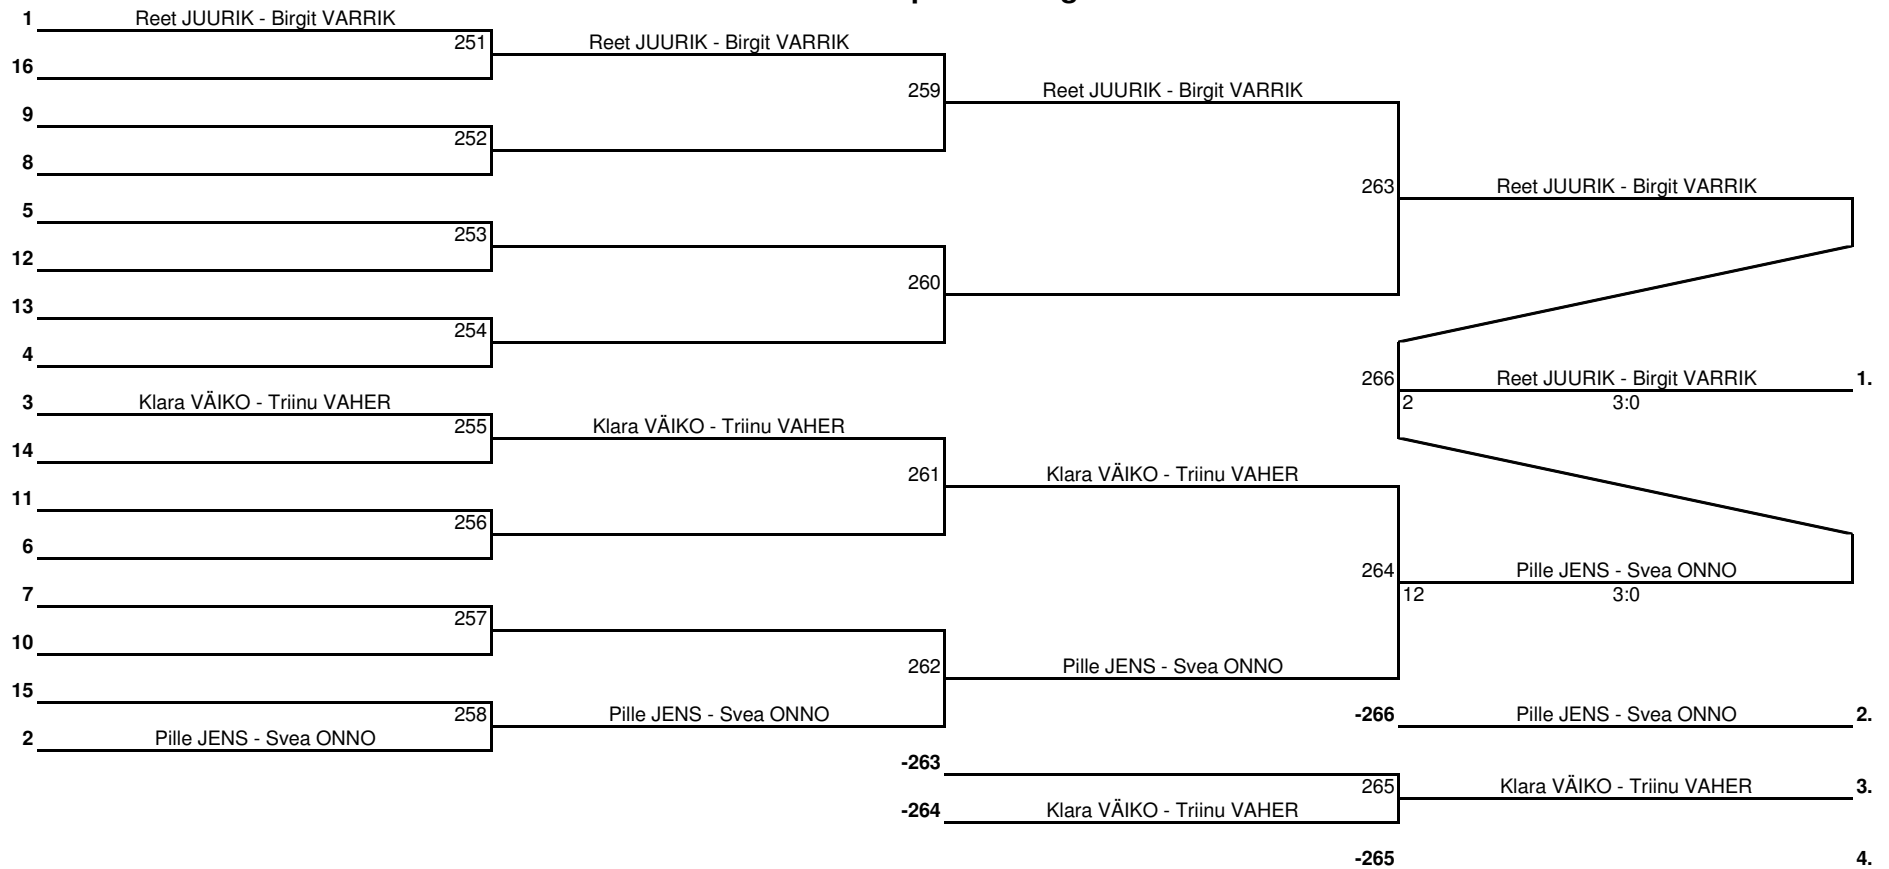 1 Reet JUURIK - Birgit VARRIK
251 Reet JUURIK - Birgit VARRIK
16
259 Reet JUURIK - Birgit VARRIK
9
252
8
263 Reet JUURIK - Birgit VARRIK
5
253
12
260
13
254
4
266 Reet JUURIK - Birgit VARRIK 1.
2 3:0
3 Klara VÄIKO - Triinu VAHER
255 Klara VÄIKO - Triinu VAHER
14
261 Klara VÄIKO - Triinu VAHER
11
256
6
264 Pille JENS - Svea ONNO
12 3:0
7
257
10
262 Pille JENS - Svea ONNO
15
258 Pille JENS - Svea ONNO
-266 Pille JENS - Svea ONNO 2.
2 Pille JENS - Svea ONNO
-263
265 Klara VÄIKO - Triinu VAHER 3.
-264 Klara VÄIKO - Triinu VAHER
-265 4.